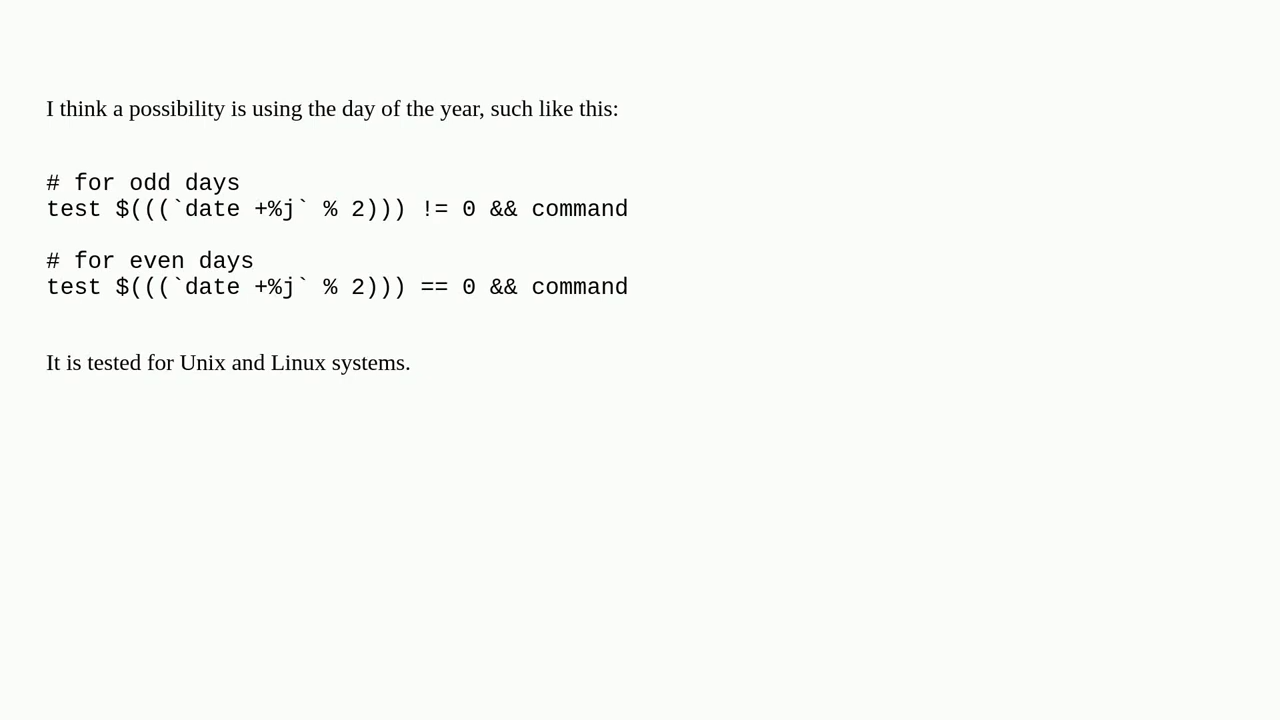 I think a possibility is using the day of the year, such like this:
# for odd days
test $(((`date +%j` % 2))) != 0 && command
# for even days
test $(((`date +%j` % 2))) == 0 && command
It is tested for Unix and Linux systems.